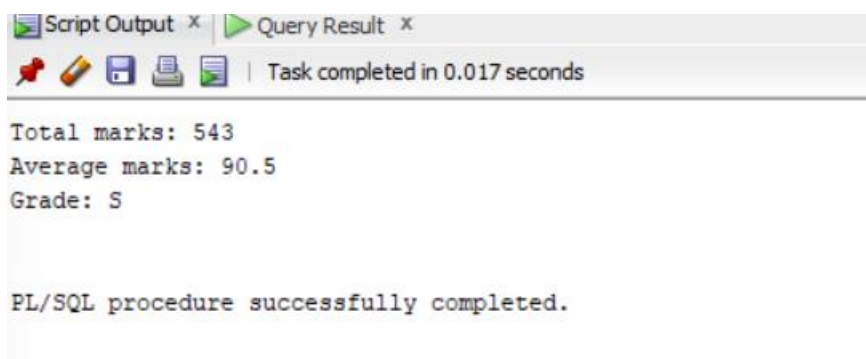 Script Output x Query Result x
Task completed in 0.017 seconds
Total marks: 543
Average marks: 90.5
Grade: S
PL/SQL procedure successfully completed.